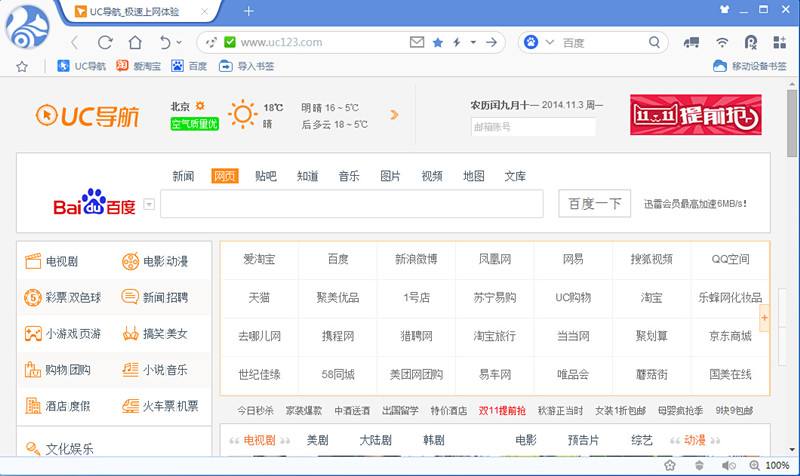 UC导航_极速上网体验
www.uc123.com 百度
UC导航 爱淘宝 百度 导入书签 移动设备书签
UC导航
北京 18℃ 明 晴 16 ~ 5℃
空气质量优 晴 后 多云 18 ~ 5℃
农历闰九月十一 2014.11.3 周一
邮箱账号
11.11提前抢
新闻 网页 贴吧 知道 音乐 图片 视频 地图 文库
Bai du 百度 百度一下 迅雷会员最高加速6MB/s!
电视剧 电影 动漫
彩票 双色球 新闻 招聘
小游戏 页游 搞笑 美女
购物 团购 小说 音乐
酒店 度假 火车票 机票
文化娱乐
爱淘宝 百度 新浪微博 凤凰网 网易 搜狐视频 QQ空间
天猫 聚美优品 1号店 苏宁易购 UC购物 淘宝 乐蜂网化妆品
去哪儿网 携程网 猎聘网 淘宝旅行 当当网 聚划算 京东商城
世纪佳缘 58同城 美团网团购 易车网 唯品会 蘑菇街 国美在线
今日秒杀 家装爆款 中酒送酒 出国留学 特价酒店 双11提前抢 秋游正当时 女装1折包邮 母婴疯抢季 9块9包邮
电视剧 美剧 大陆剧 韩剧 电影 预告片 综艺 动漫
100%